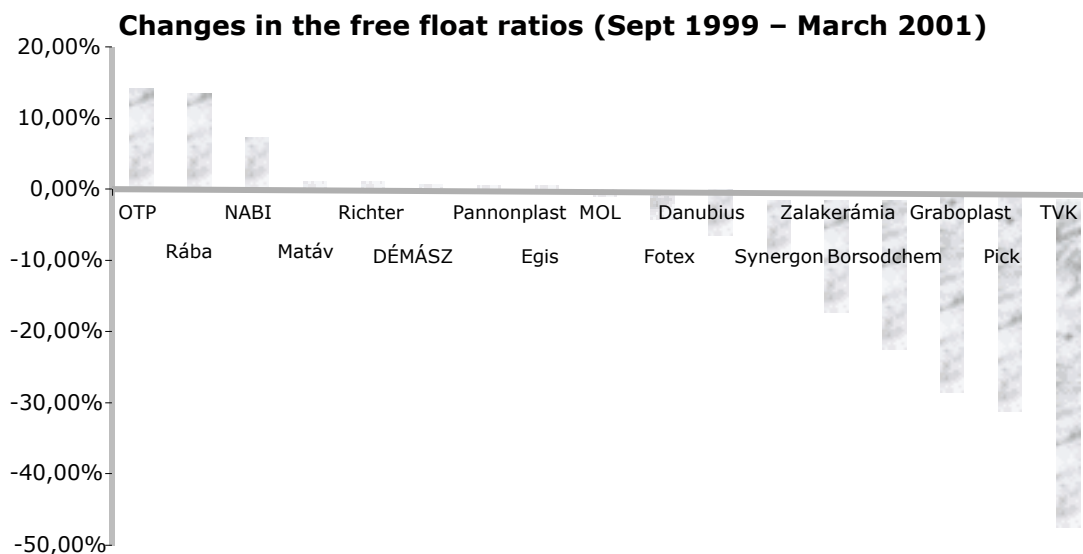 Changes in the free float ratios (Sept 1999 – March 2001)
20,00%
10,00%
0,00%
OTP NABI Richter Pannonplast MOL Danubius Zalakerámia Graboplast TVK
Rába Matáv DÉMÁSZ Egis Fotex Synergon Borsodchem Pick
-10,00%
-20,00%
-30,00%
-40,00%
-50,00%